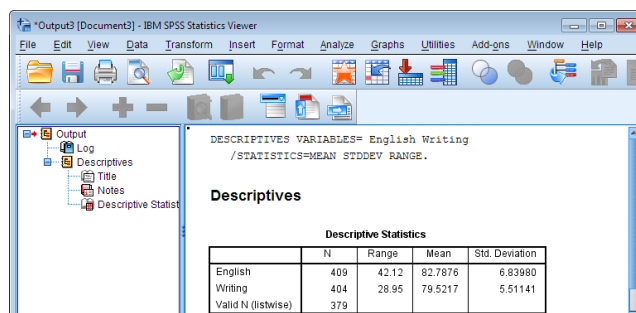 *Output3 [Document3] - IBM SPSS Statistics Viewer
File Edit View Data Transform Insert Format Analyze Graphs Utilities Add-ons Window Help
Output
Log
Descriptives
Title
Notes
Descriptive Statist
DESCRIPTIVES VARIABLES= English Writing
/STATISTICS=MEAN STDDEV RANGE.
Descriptives
Descriptive Statistics
N Range Mean Std. Deviation
English 409 42.12 82.7876 6.83980
Writing 404 28.95 79.5217 5.51141
Valid N (listwise) 379